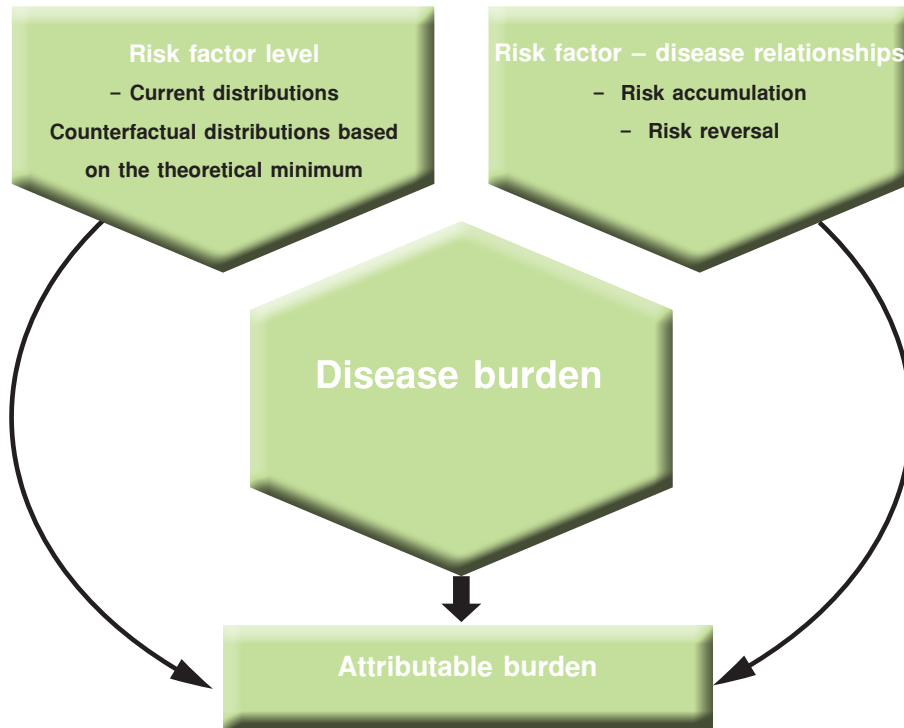 Risk factor level
– Current distributions
Counterfactual distributions based
on the theoretical minimum
Risk factor – disease relationships
– Risk accumulation
– Risk reversal
Disease burden
Attributable burden